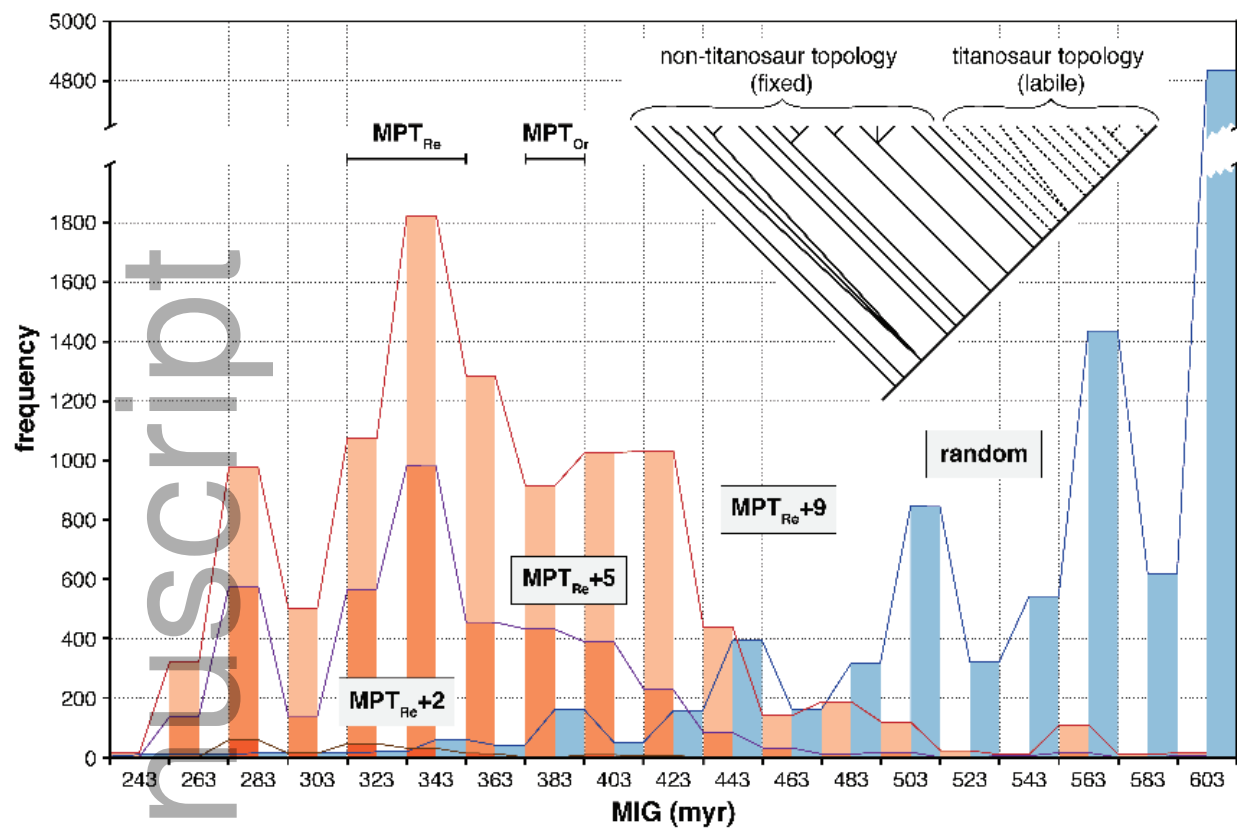 5000
4800
1800
1600
1400
1200
1000
800
600
400
200
0
frequency
non-titanosaur topology
(fixed)
titanosaur topology
(labile)
MPTRe
MPTOr
random
MPTRe+9
MPTRe+5
MPTRe+2
243 263 283 303 323 343 363 383 403 423 443 463 483 503 523 543 563 583 603
MIG (myr)
nuscript